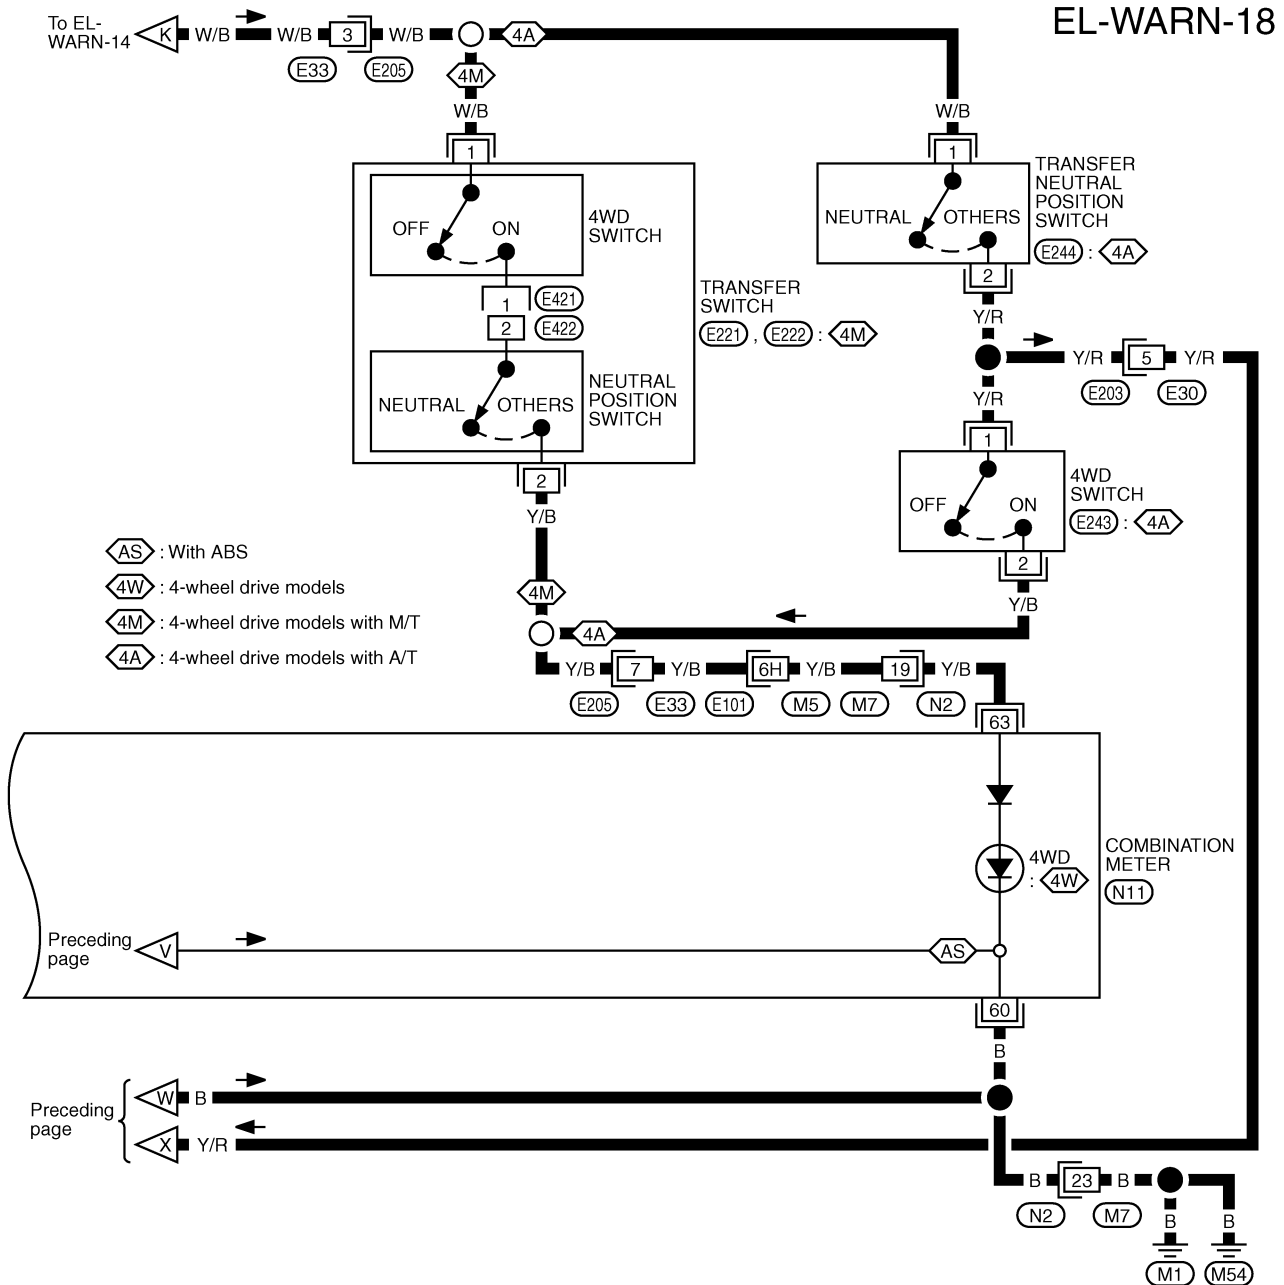 EL-WARN-18
To EL-
WARN-14
K
W/B
W/B
3
W/B
4A
E33
E205
4M
W/B
W/B
1
1
TRANSFER
NEUTRAL
POSITION
SWITCH
E244 : 4A
OFF
ON
4WD
SWITCH
NEUTRAL
OTHERS
2
1
E421
2
E422
TRANSFER
SWITCH
E221 , E222 : 4M
Y/R
Y/R
5
Y/R
E203
E30
NEUTRAL
OTHERS
NEUTRAL
POSITION
SWITCH
Y/R
1
2
OFF
ON
4WD
SWITCH
E243 : 4A
Y/B
2
Y/B
AS : With ABS
4W : 4-wheel drive models
4M : 4-wheel drive models with M/T
4A : 4-wheel drive models with A/T
4M
4A
Y/B
7
Y/B
6H
Y/B
19
Y/B
E205
E33
E101
M5
M7
N2
63
4WD
: 4W
COMBINATION
METER
N11
Preceding
page
V
AS
60
B
Preceding
page
W
B
X
Y/R
B
23
B
N2
M7
B
B
M1
M54